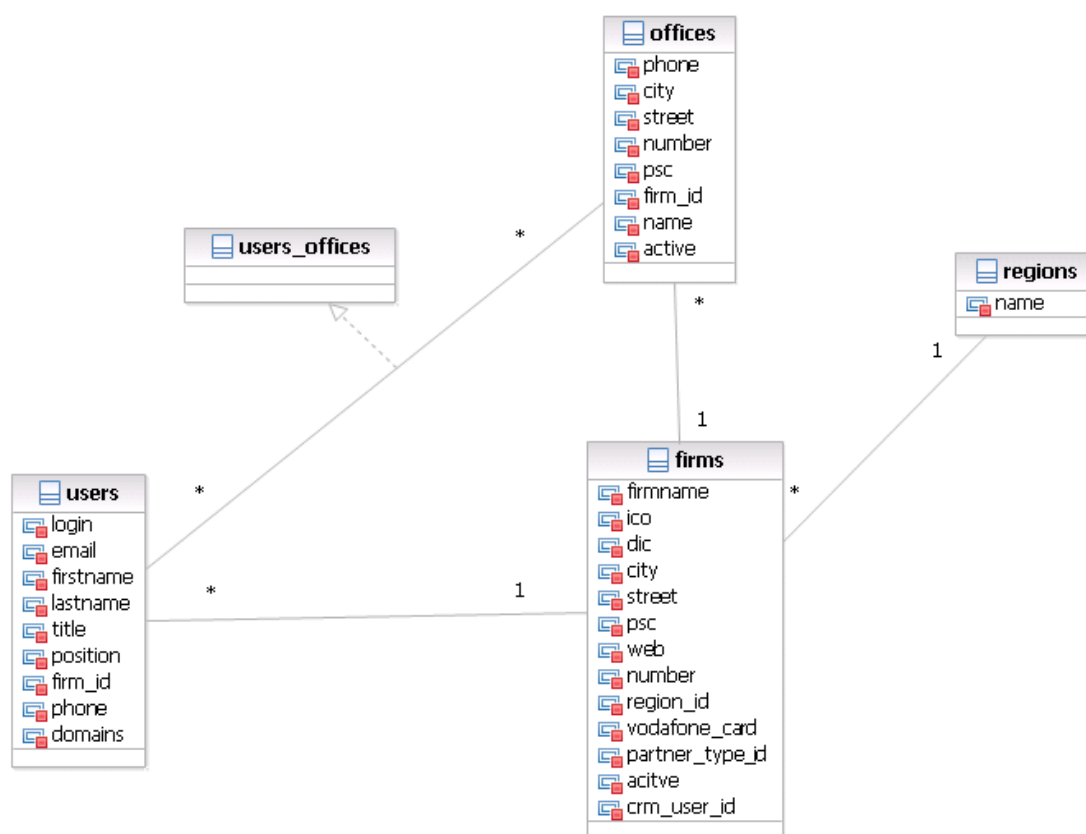 offices
phone
city
street
number
psc
firm_id
name
active
*
users_offices
*
regions
name
1
1
firms
firmname
ico
dic
city
street
psc
web
number
region_id
vodafone_card
partner_type_id
acitve
crm_user_id
*
*
users
login
email
firstname
lastname
title
position
firm_id
phone
domains
*
1